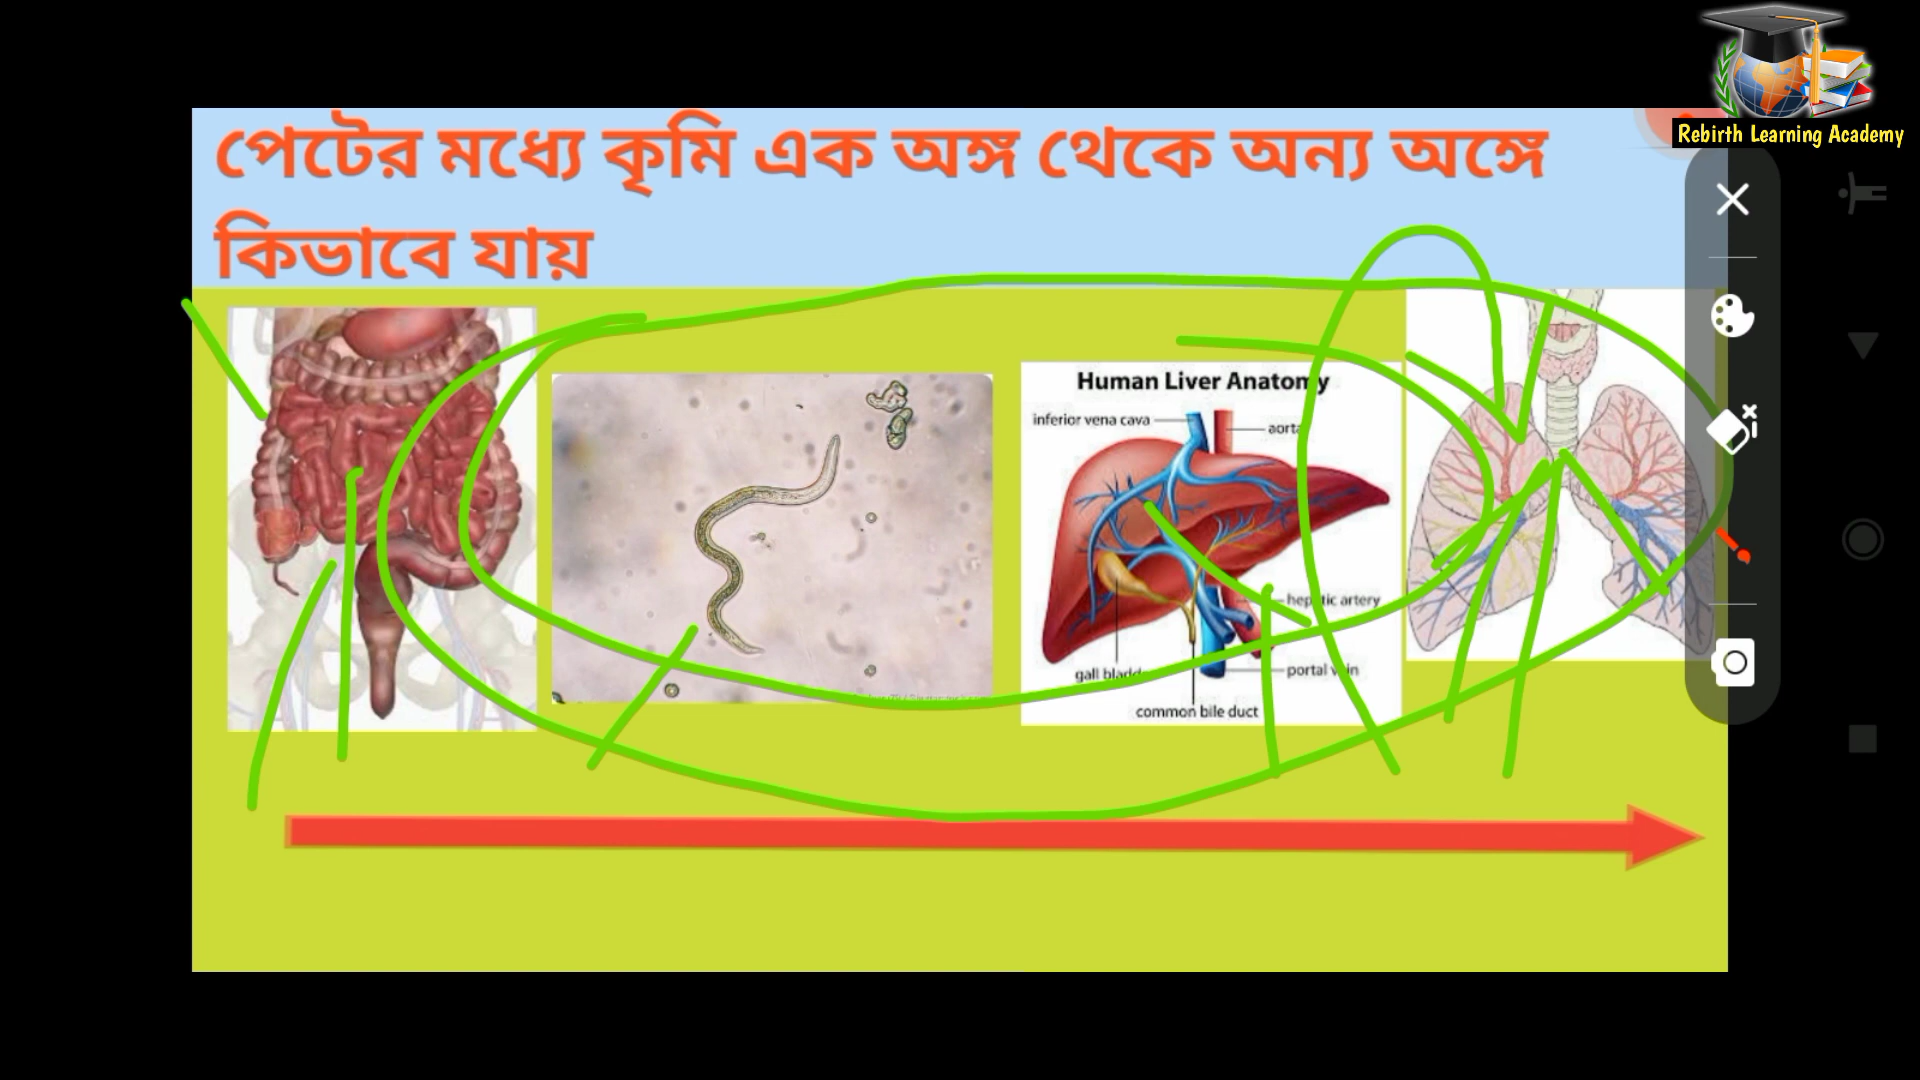 Rebirth Learning Academy
পেটের মধ্যে কৃমি এক অঙ্গ থেকে অন্য অঙ্গে
কিভাবে যায়
Human Liver Anatomy
inferior vena cava
aorta
hepatic artery
gall bladd
portal vein
common bile duct